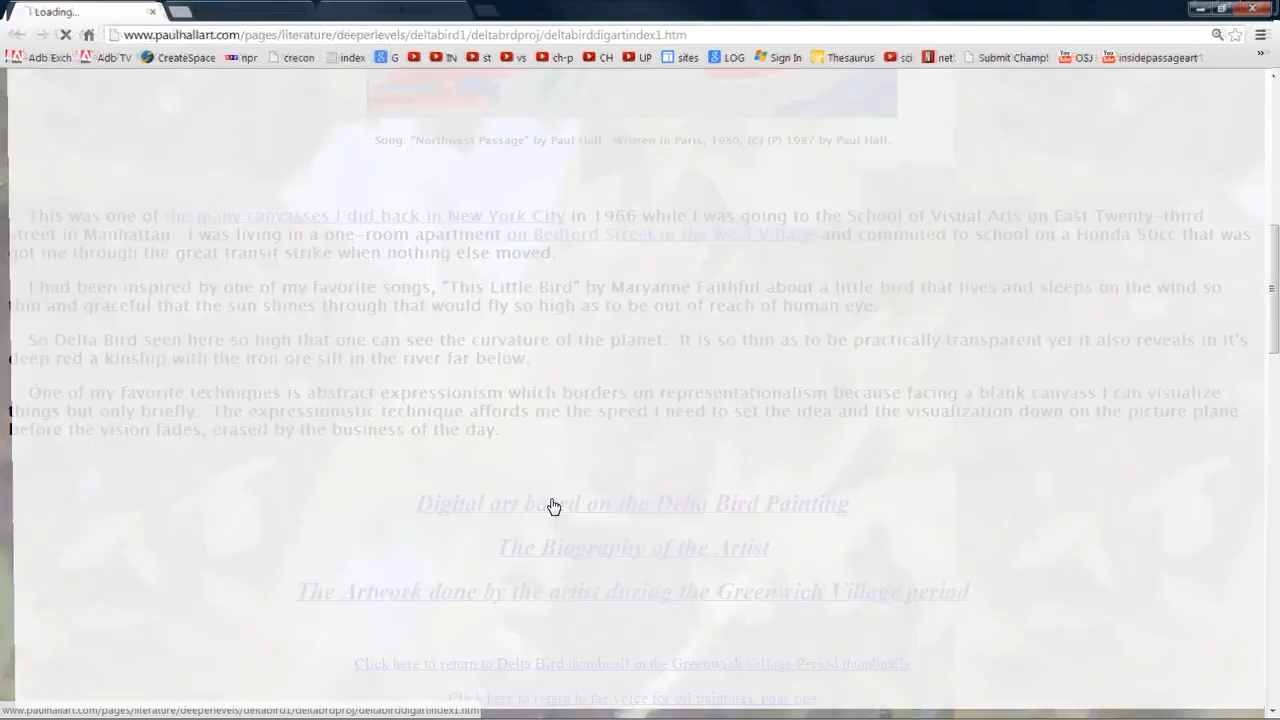 Loading...
www.paulhallart.com/pages/literature/deeperlevels/deltabird1/deltabrdproj/deltabirddigartindex1.htm
Adb Exch Adb TV CreateSpace npr crecon index G IN st vs ch-p CH UP sites LOG Sign In Thesaurus sci net Submit Champ! OSJ insidepassageart
Song: "Northwest Passage" by Paul Hall Written in Paris, 1980, (C) (P) 1987 by Paul Hall.
This was one of the many canvasses I did back in New York City in 1966 while I was going to the School of Visual Arts on East Twenty-third
street in Manhattan. I was living in a one-room apartment on Bedford Street in the West Village and commuted to school on a Honda 50cc that was
got me through the great transit strike when nothing else moved.
I had been inspired by one of my favorite songs, "This Little Bird" by Maryanne Faithful about a little bird that lives and sleeps on the wind so
thin and graceful that the sun shines through that would fly so high as to be out of reach of human eye.
So Delta Bird seen here so high that one can see the curvature of the planet. It is so thin as to be practically transparent yet it also reveals in it's
deep red a kinship with the iron ore silt in the river far below.
One of my favorite techniques is abstract expressionism which borders on representationalism because facing a blank canvass I can visualize
things but only briefly. The expressionistic technique affords me the speed I need to set the idea and the visualization down on the picture plane
before the vision fades, erased by the business of the day.
Digital art based on the Delta Bird Painting
The Biography of the Artist
The Artwork done by the artist during the Greenwich Village period
Click here to return to Delta Bird thumbnail in the Greenwich Village Period thumbnails
Click here to return to the voice for oil paintings, page one
www.paulhallart.com/pages/literature/deeperlevels/deltabird1/deltabrdproj/deltabirddigartindex1.htm